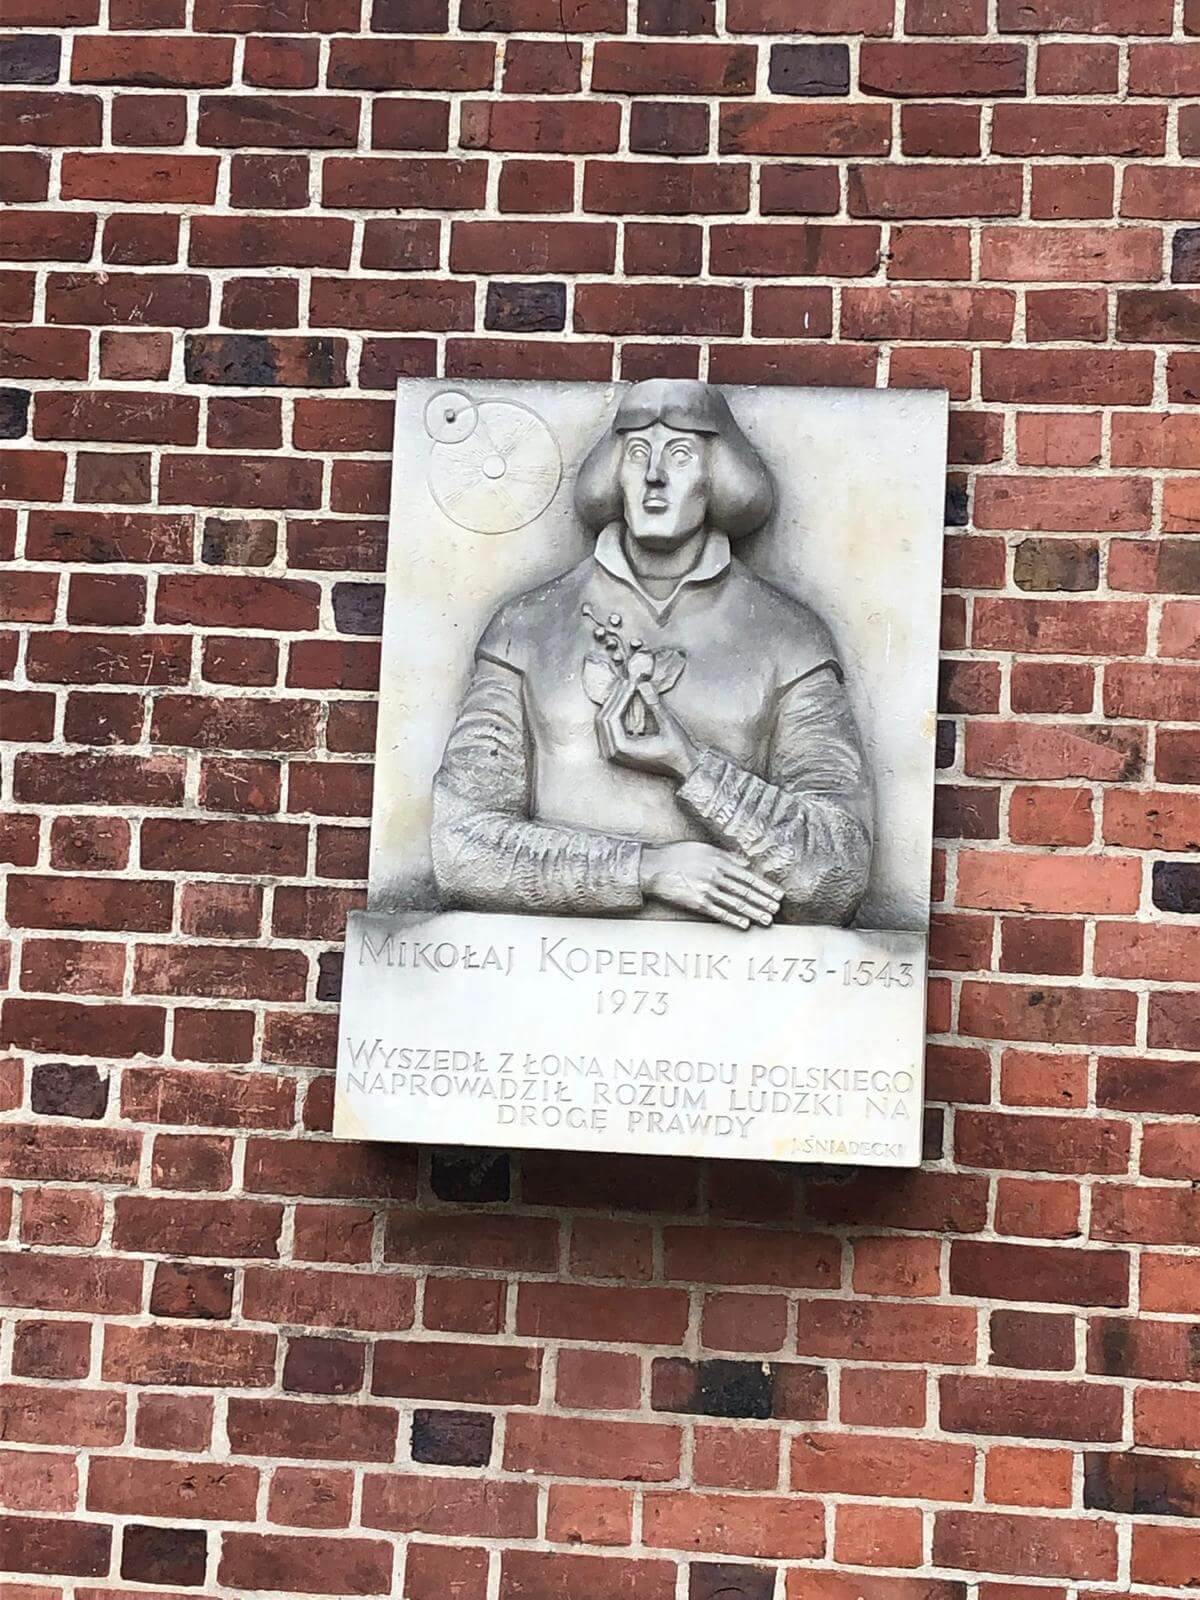 MIKOŁAJ KOPERNIK 1473-1543
1973
WYSZEDŁ Z ŁONA NARODU POLSKIEGO
NAPROWADZIŁ ROZUM LUDZKI NA
DROGĘ PRAWDY
J.ŚNIADECKI